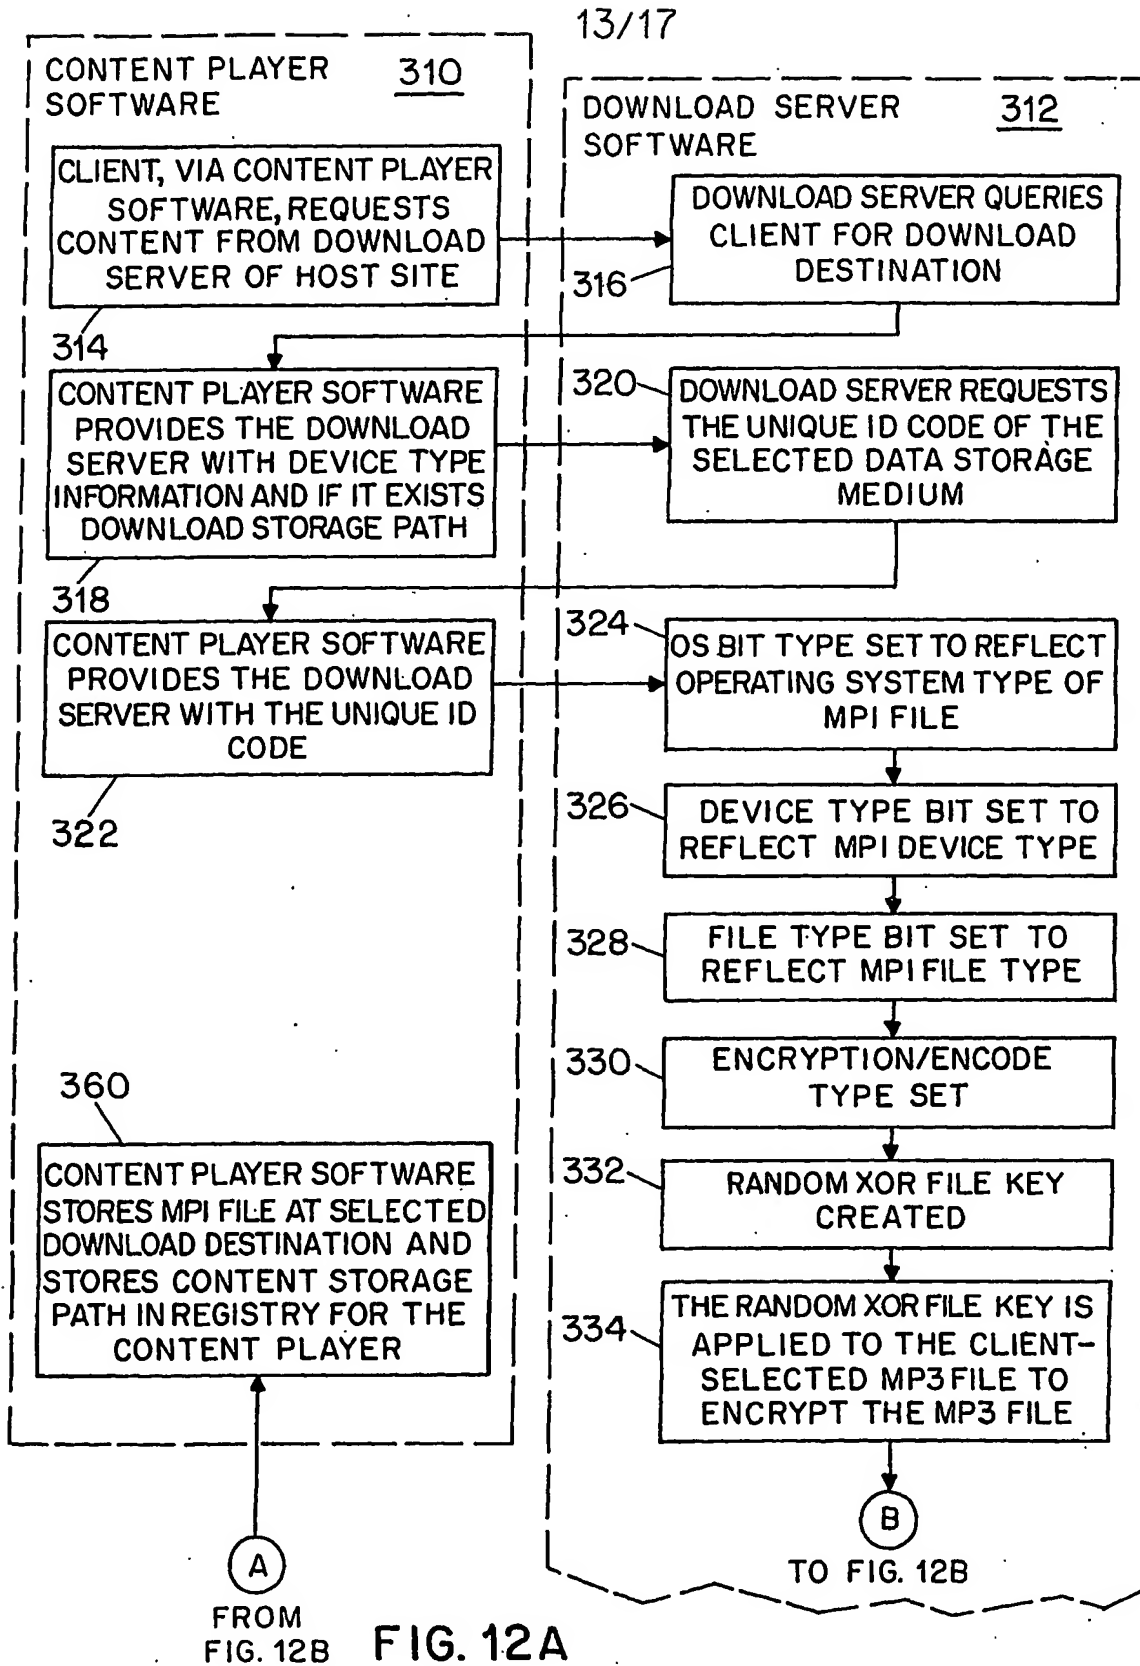 13/17
CONTENT PLAYER
SOFTWARE
310
CLIENT, VIA CONTENT PLAYER
SOFTWARE, REQUESTS
CONTENT FROM DOWNLOAD
SERVER OF HOST SITE
314
CONTENT PLAYER SOFTWARE
PROVIDES THE DOWNLOAD
SERVER WITH DEVICE TYPE
INFORMATION AND IF IT EXISTS
DOWNLOAD STORAGE PATH
318
CONTENT PLAYER SOFTWARE
PROVIDES THE DOWNLOAD
SERVER WITH THE UNIQUE ID
CODE
322
360
CONTENT PLAYER SOFTWARE
STORES MPI FILE AT SELECTED
DOWNLOAD DESTINATION AND
STORES CONTENT STORAGE
PATH IN REGISTRY FOR THE
CONTENT PLAYER
A
FROM
FIG. 12B
DOWNLOAD SERVER
SOFTWARE
312
DOWNLOAD SERVER QUERIES
CLIENT FOR DOWNLOAD
DESTINATION
316
320
DOWNLOAD SERVER REQUESTS
THE UNIQUE ID CODE OF THE
SELECTED DATA STORAGE
MEDIUM
324
OS BIT TYPE SET TO REFLECT
OPERATING SYSTEM TYPE OF
MPI FILE
326
DEVICE TYPE BIT SET TO
REFLECT MPI DEVICE TYPE
328
FILE TYPE BIT SET TO
REFLECT MPI FILE TYPE
330
ENCRYPTION/ENCODE
TYPE SET
332
RANDOM XOR FILE KEY
CREATED
334
THE RANDOM XOR FILE KEY IS
APPLIED TO THE CLIENT-
SELECTED MP3 FILE TO
ENCRYPT THE MP3 FILE
B
TO FIG. 12B
FIG. 12A